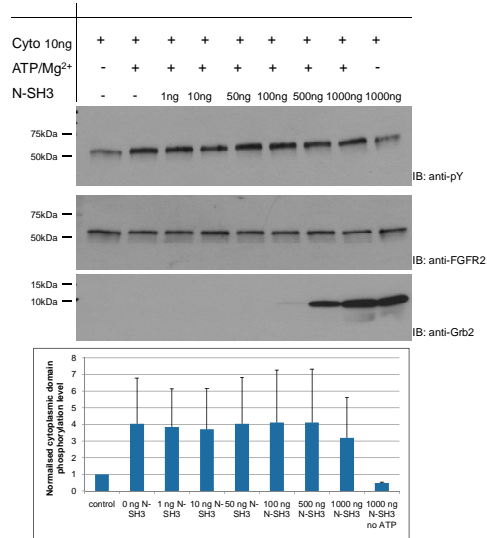 Cyto 10ng + + + + + + + + +
ATP/Mg2+ - + + + + + + + -
N-SH3 - - 1ng 10ng 50ng 100ng 500ng 1000ng 1000ng
75kDa
50kDa
IB: anti-pY
75kDa
50kDa
IB: anti-FGFR2
15kDa
10kDa
IB: anti-Grb2
Normalised cytoplasmic domain
phosphorylation level
8
7
6
5
4
3
2
1
0
control 0 ng N- 1 ng N- 10 ng N- 50 ng N- 100 ng 500 ng 1000 ng 1000 ng
SH3 SH3 SH3 SH3 N-SH3 N-SH3 N-SH3 N-SH3
no ATP